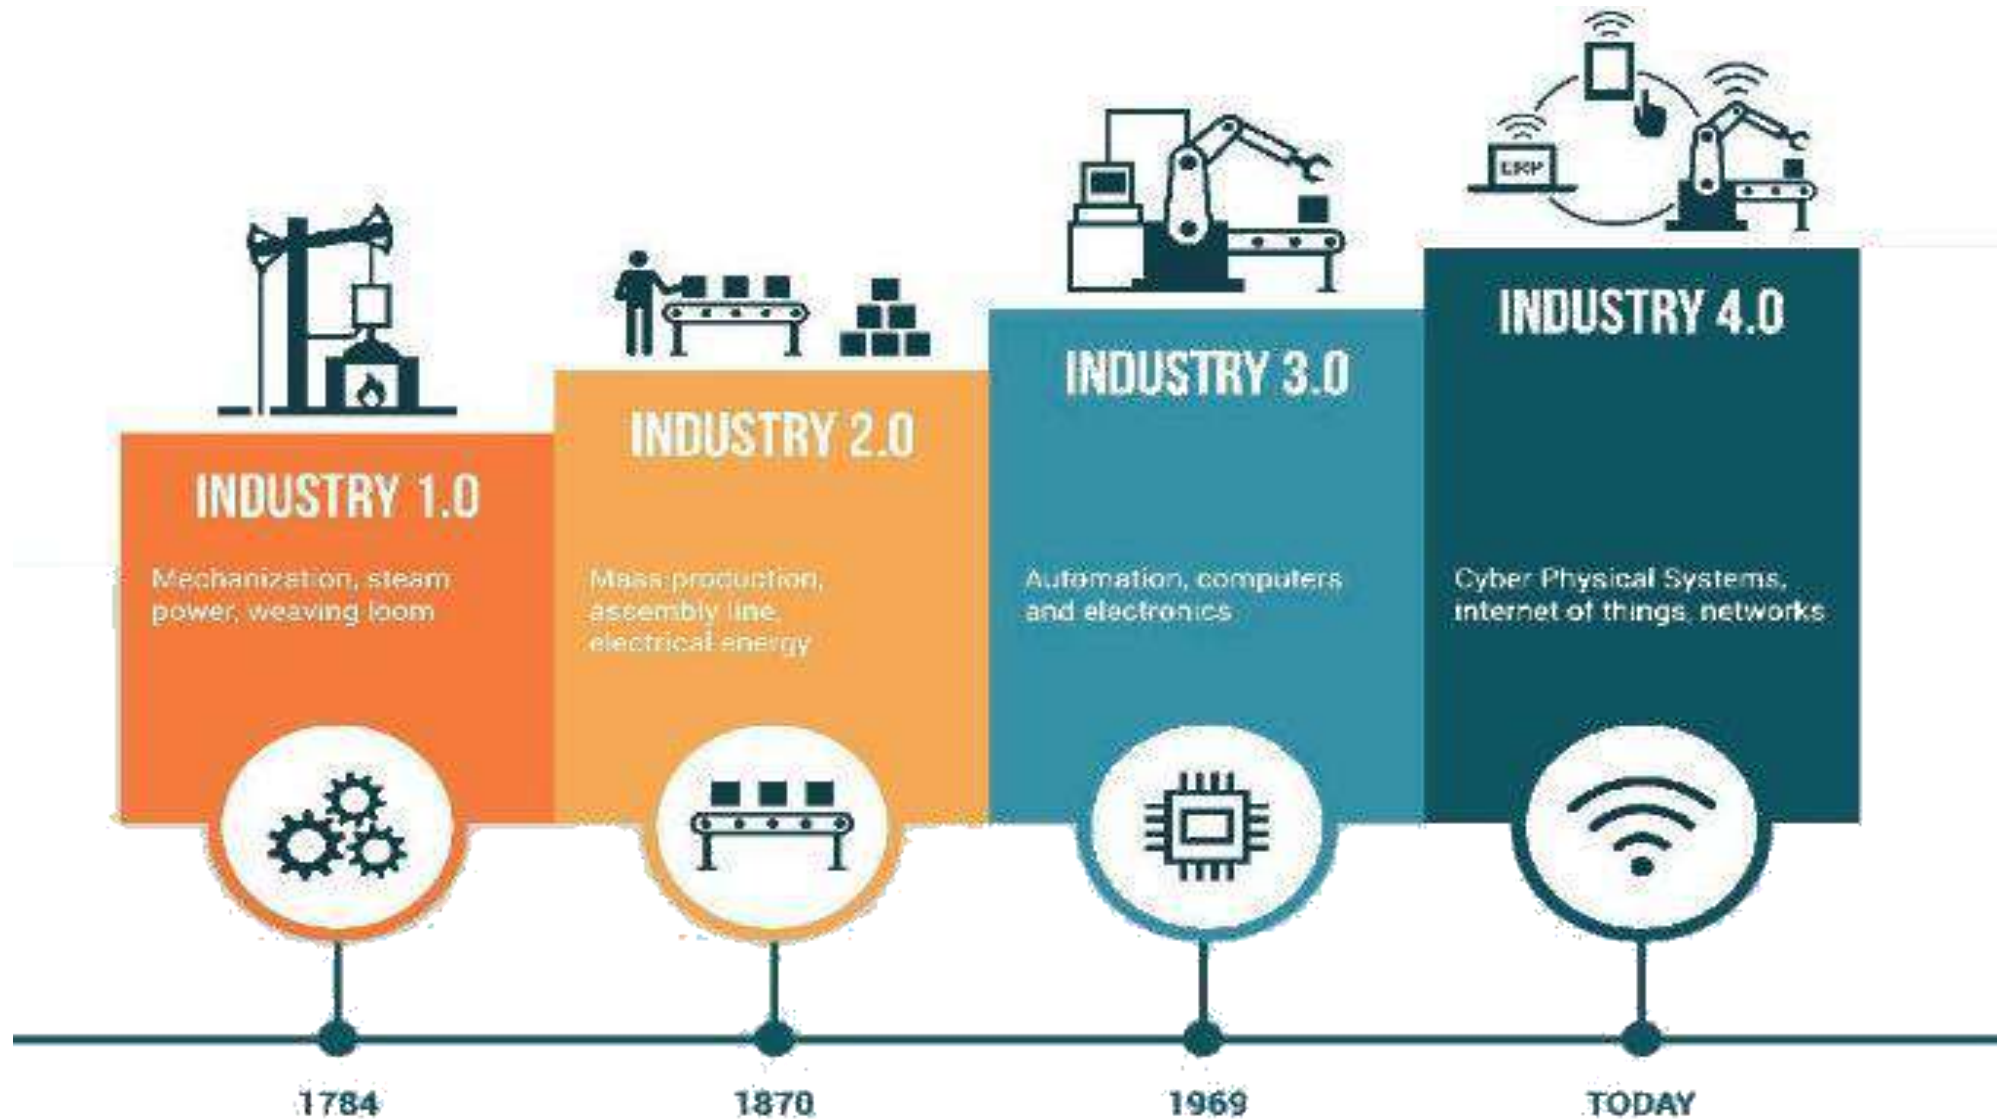 ERP
INDUSTRY 1.0
Mechanization, steam
power, weaving loom
INDUSTRY 2.0
Mass production,
assembly line,
electrical energy
INDUSTRY 3.0
Automation, computers
and electronics
INDUSTRY 4.0
Cyber Physical Systems,
internet of things, networks
1784
1870
1969
TODAY